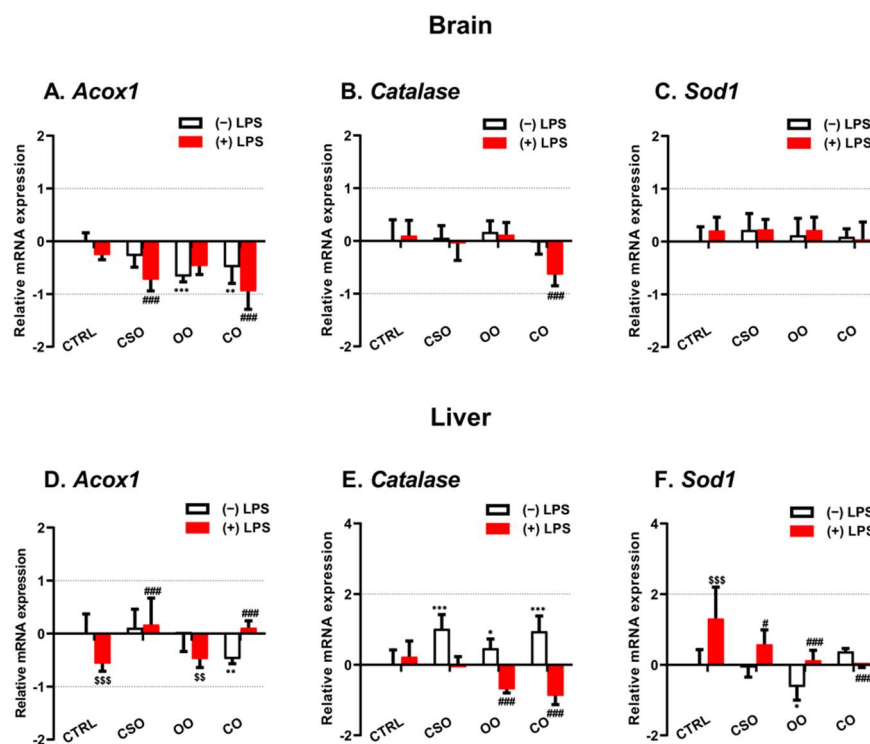 Brain
A. Acox1
(−) LPS
(+) LPS
Relative mRNA expression
2
1
0
-1
-2
***
**
###
###
CTRL
CSO
OO
CO
B. Catalase
(−) LPS
(+) LPS
Relative mRNA expression
2
1
0
-1
-2
###
CTRL
CSO
OO
CO
C. Sod1
(−) LPS
(+) LPS
Relative mRNA expression
2
1
0
-1
-2
CTRL
CSO
OO
CO
Liver
D. Acox1
(−) LPS
(+) LPS
Relative mRNA expression
2
1
0
-1
-2
###
###
$$$
$$
**
CTRL
CSO
OO
CO
E. Catalase
(−) LPS
(+) LPS
Relative mRNA expression
4
2
0
-2
***
*
***
###
###
CTRL
CSO
OO
CO
F. Sod1
(−) LPS
(+) LPS
Relative mRNA expression
4
2
0
-2
$$$
#
###
*
###
CTRL
CSO
OO
CO